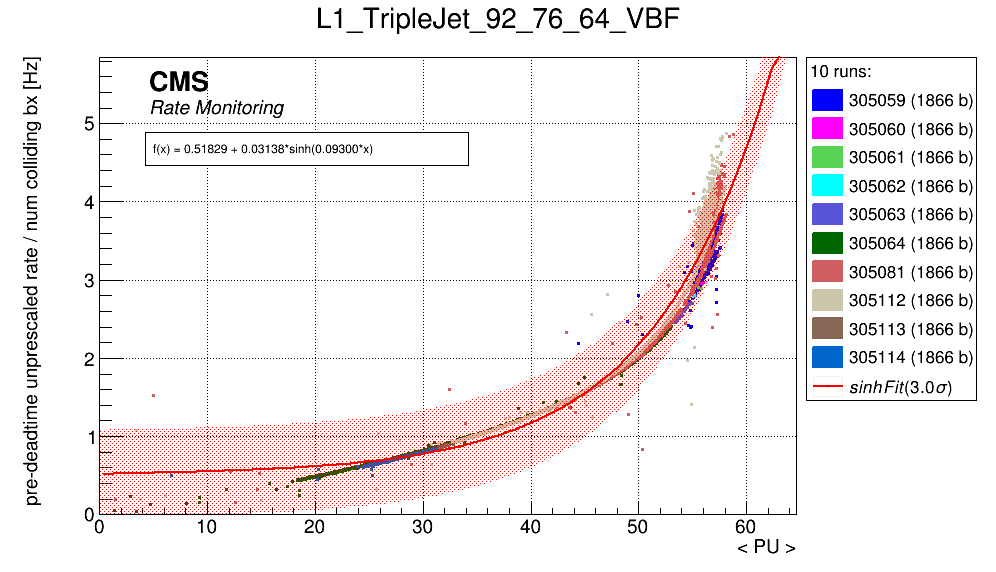 L1_TripleJet_92_76_64_VBF
pre-deadtime unprescaled rate / num colliding bx [Hz]
CMS
Rate Monitoring
f(x) = 0.51829 + 0.03138*sinh(0.09300*x)
5
4
3
2
1
0
0 10 20 30 40 50 60
< PU >
10 runs:
305059 (1866 b)
305060 (1866 b)
305061 (1866 b)
305062 (1866 b)
305063 (1866 b)
305064 (1866 b)
305081 (1866 b)
305112 (1866 b)
305113 (1866 b)
305114 (1866 b)
sinhFit(3.0σ)